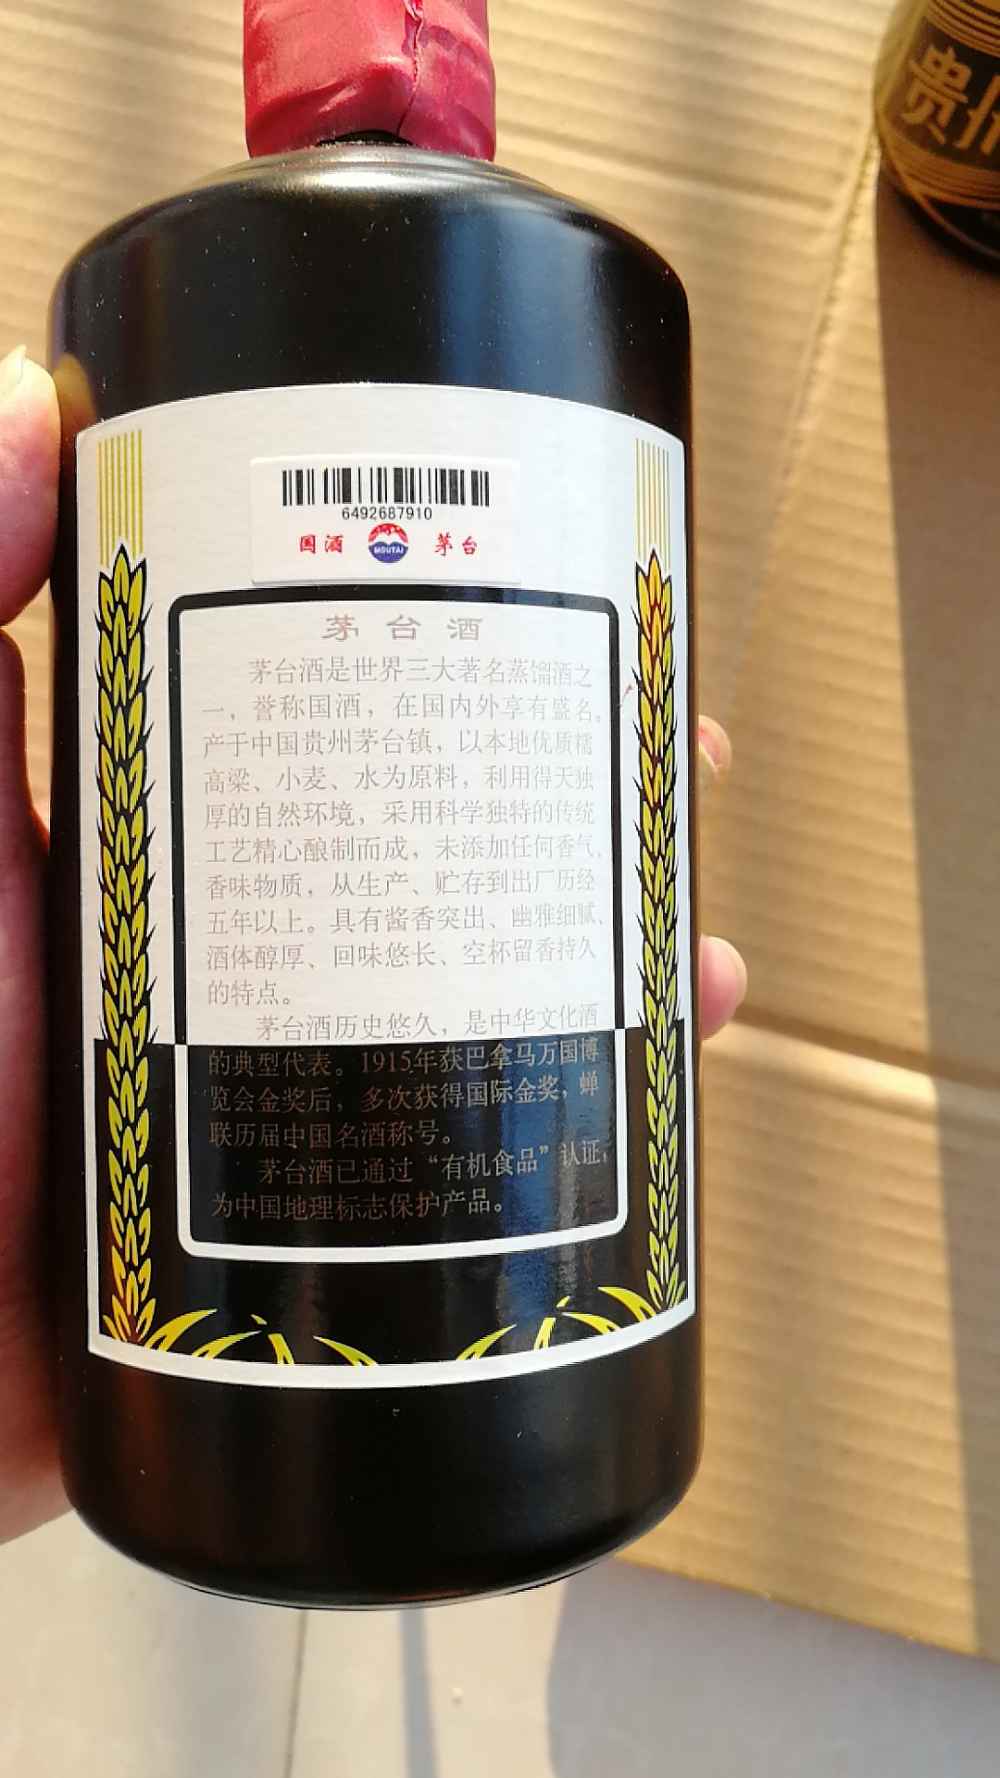 贵州
6492687910
国酒 MOUTAI 茅台
茅台酒
茅台酒是世界三大著名蒸馏酒之
一，誉称国酒，在国内外享有盛名。
产于中国贵州茅台镇，以本地优质糯
高粱、小麦、水为原料，利用得天独
厚的自然环境，采用科学独特的传统
工艺精心酿制而成，未添加任何香气、
香味物质，从生产、贮存到出厂历经
五年以上。具有酱香突出、幽雅细腻、
酒体醇厚、回味悠长、空杯留香持久
的特点。
茅台酒历史悠久，是中华文化酒
的典型代表。1915年获巴拿马万国博
览会金奖后，多次获得国际金奖，蝉
联历届中国名酒称号。
茅台酒已通过“有机食品”认证，
为中国地理标志保护产品。